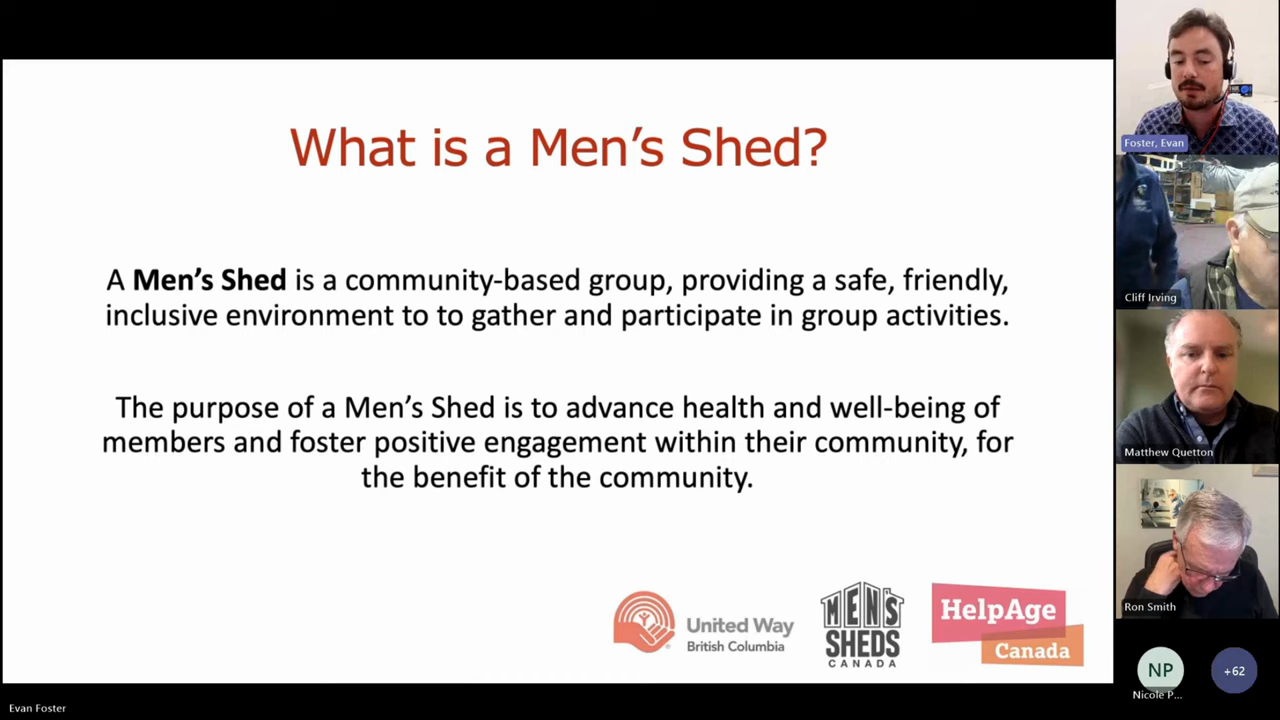 What is a Men's Shed?
A Men's Shed is a community-based group, providing a safe, friendly,
inclusive environment to to gather and participate in group activities.
The purpose of a Men's Shed is to advance health and well-being of
members and foster positive engagement within their community, for
the benefit of the community.
United Way
British Columbia
MEN'S
SHEDS
CANADA
HelpAge
Canada
Foster, Evan
Cliff Irving
Matthew Quetton
Ron Smith
NP
Nicole P...
+62
Evan Foster